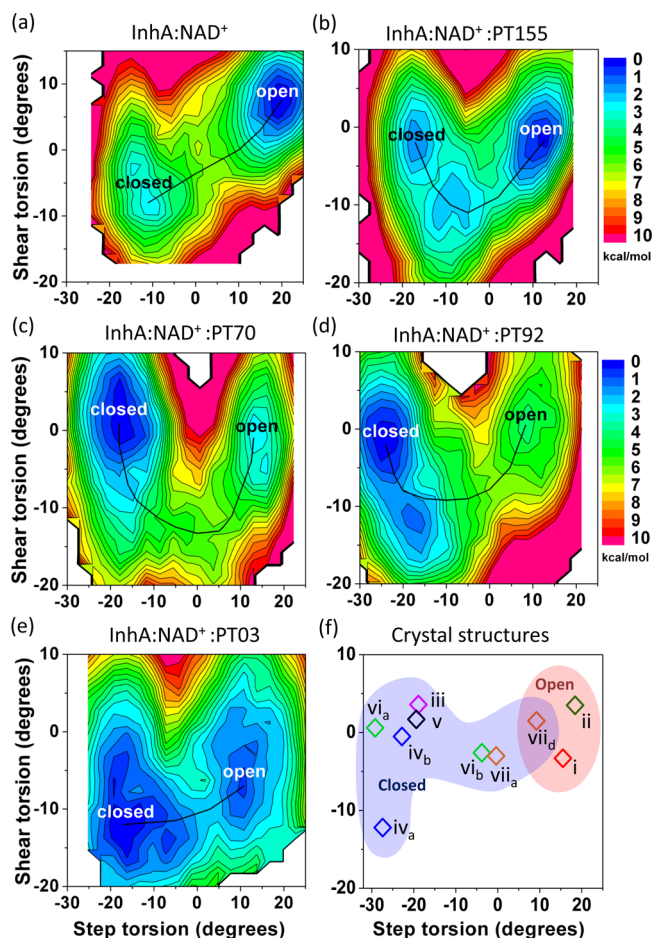 (a) InhA:NAD⁺
(b) InhA:NAD⁺:PT155
Shear torsion (degrees)
10
0
-10
-20
-30 -20 -10 0 10 20
open
closed
10
0
-10
-20
-30 -20 -10 0 10 20
closed
open
0
1
2
3
4
5
6
7
8
9
10
kcal/mol
(c) InhA:NAD⁺:PT70
(d) InhA:NAD⁺:PT92
Shear torsion (degrees)
10
0
-10
-20
-30 -20 -10 0 10 20
closed
open
10
0
-10
-20
-30 -20 -10 0 10 20
closed
open
0
1
2
3
4
5
6
7
8
9
10
kcal/mol
(e) InhA:NAD⁺:PT03
(f) Crystal structures
Shear torsion (degrees)
10
0
-10
-20
-30 -20 -10 0 10 20
Step torsion (degrees)
closed
open
10
0
-10
-20
-30 -20 -10 0 10 20
Step torsion (degrees)
Open
viₐ
iii
v
iv_b
ii
vii_d
vi_b
viiₐ
i
Closed
ivₐ